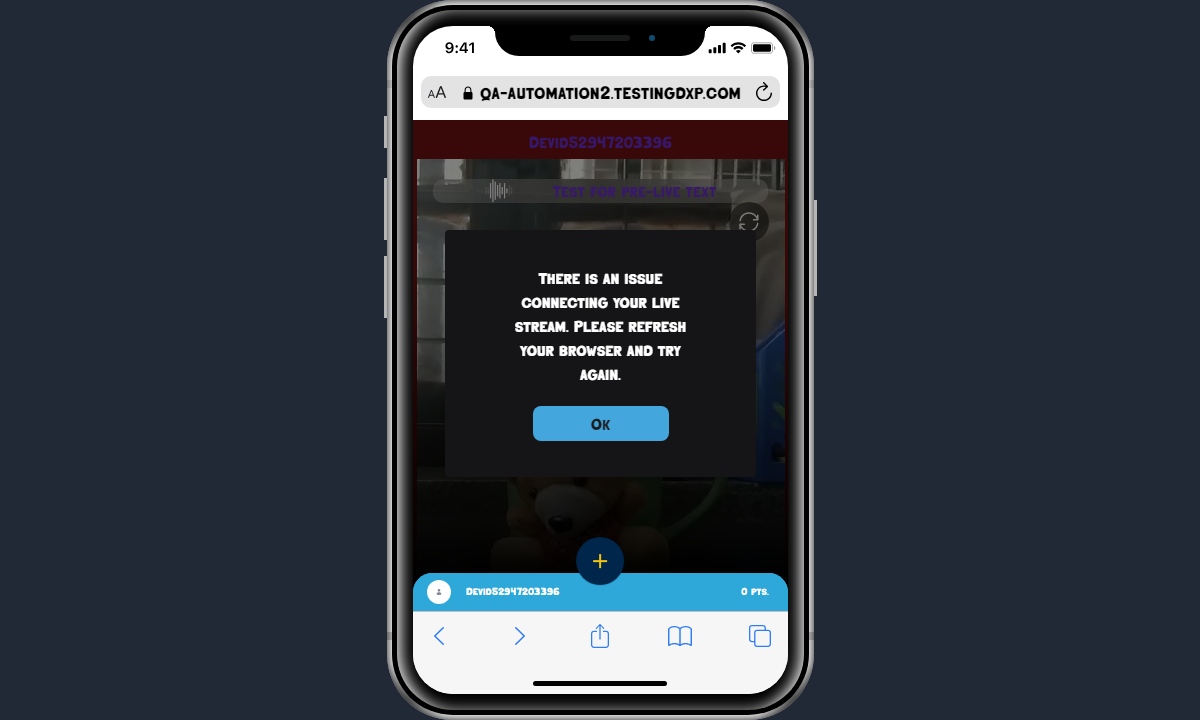 9:41
AA QA-AUTOMATION2.TESTINGDXP.COM
Devid52947203396
Test for pre-live text
There is an issue
connecting your live
stream. Please refresh
your browser and try
again.
Ok
Devid52947203396 0 pts.